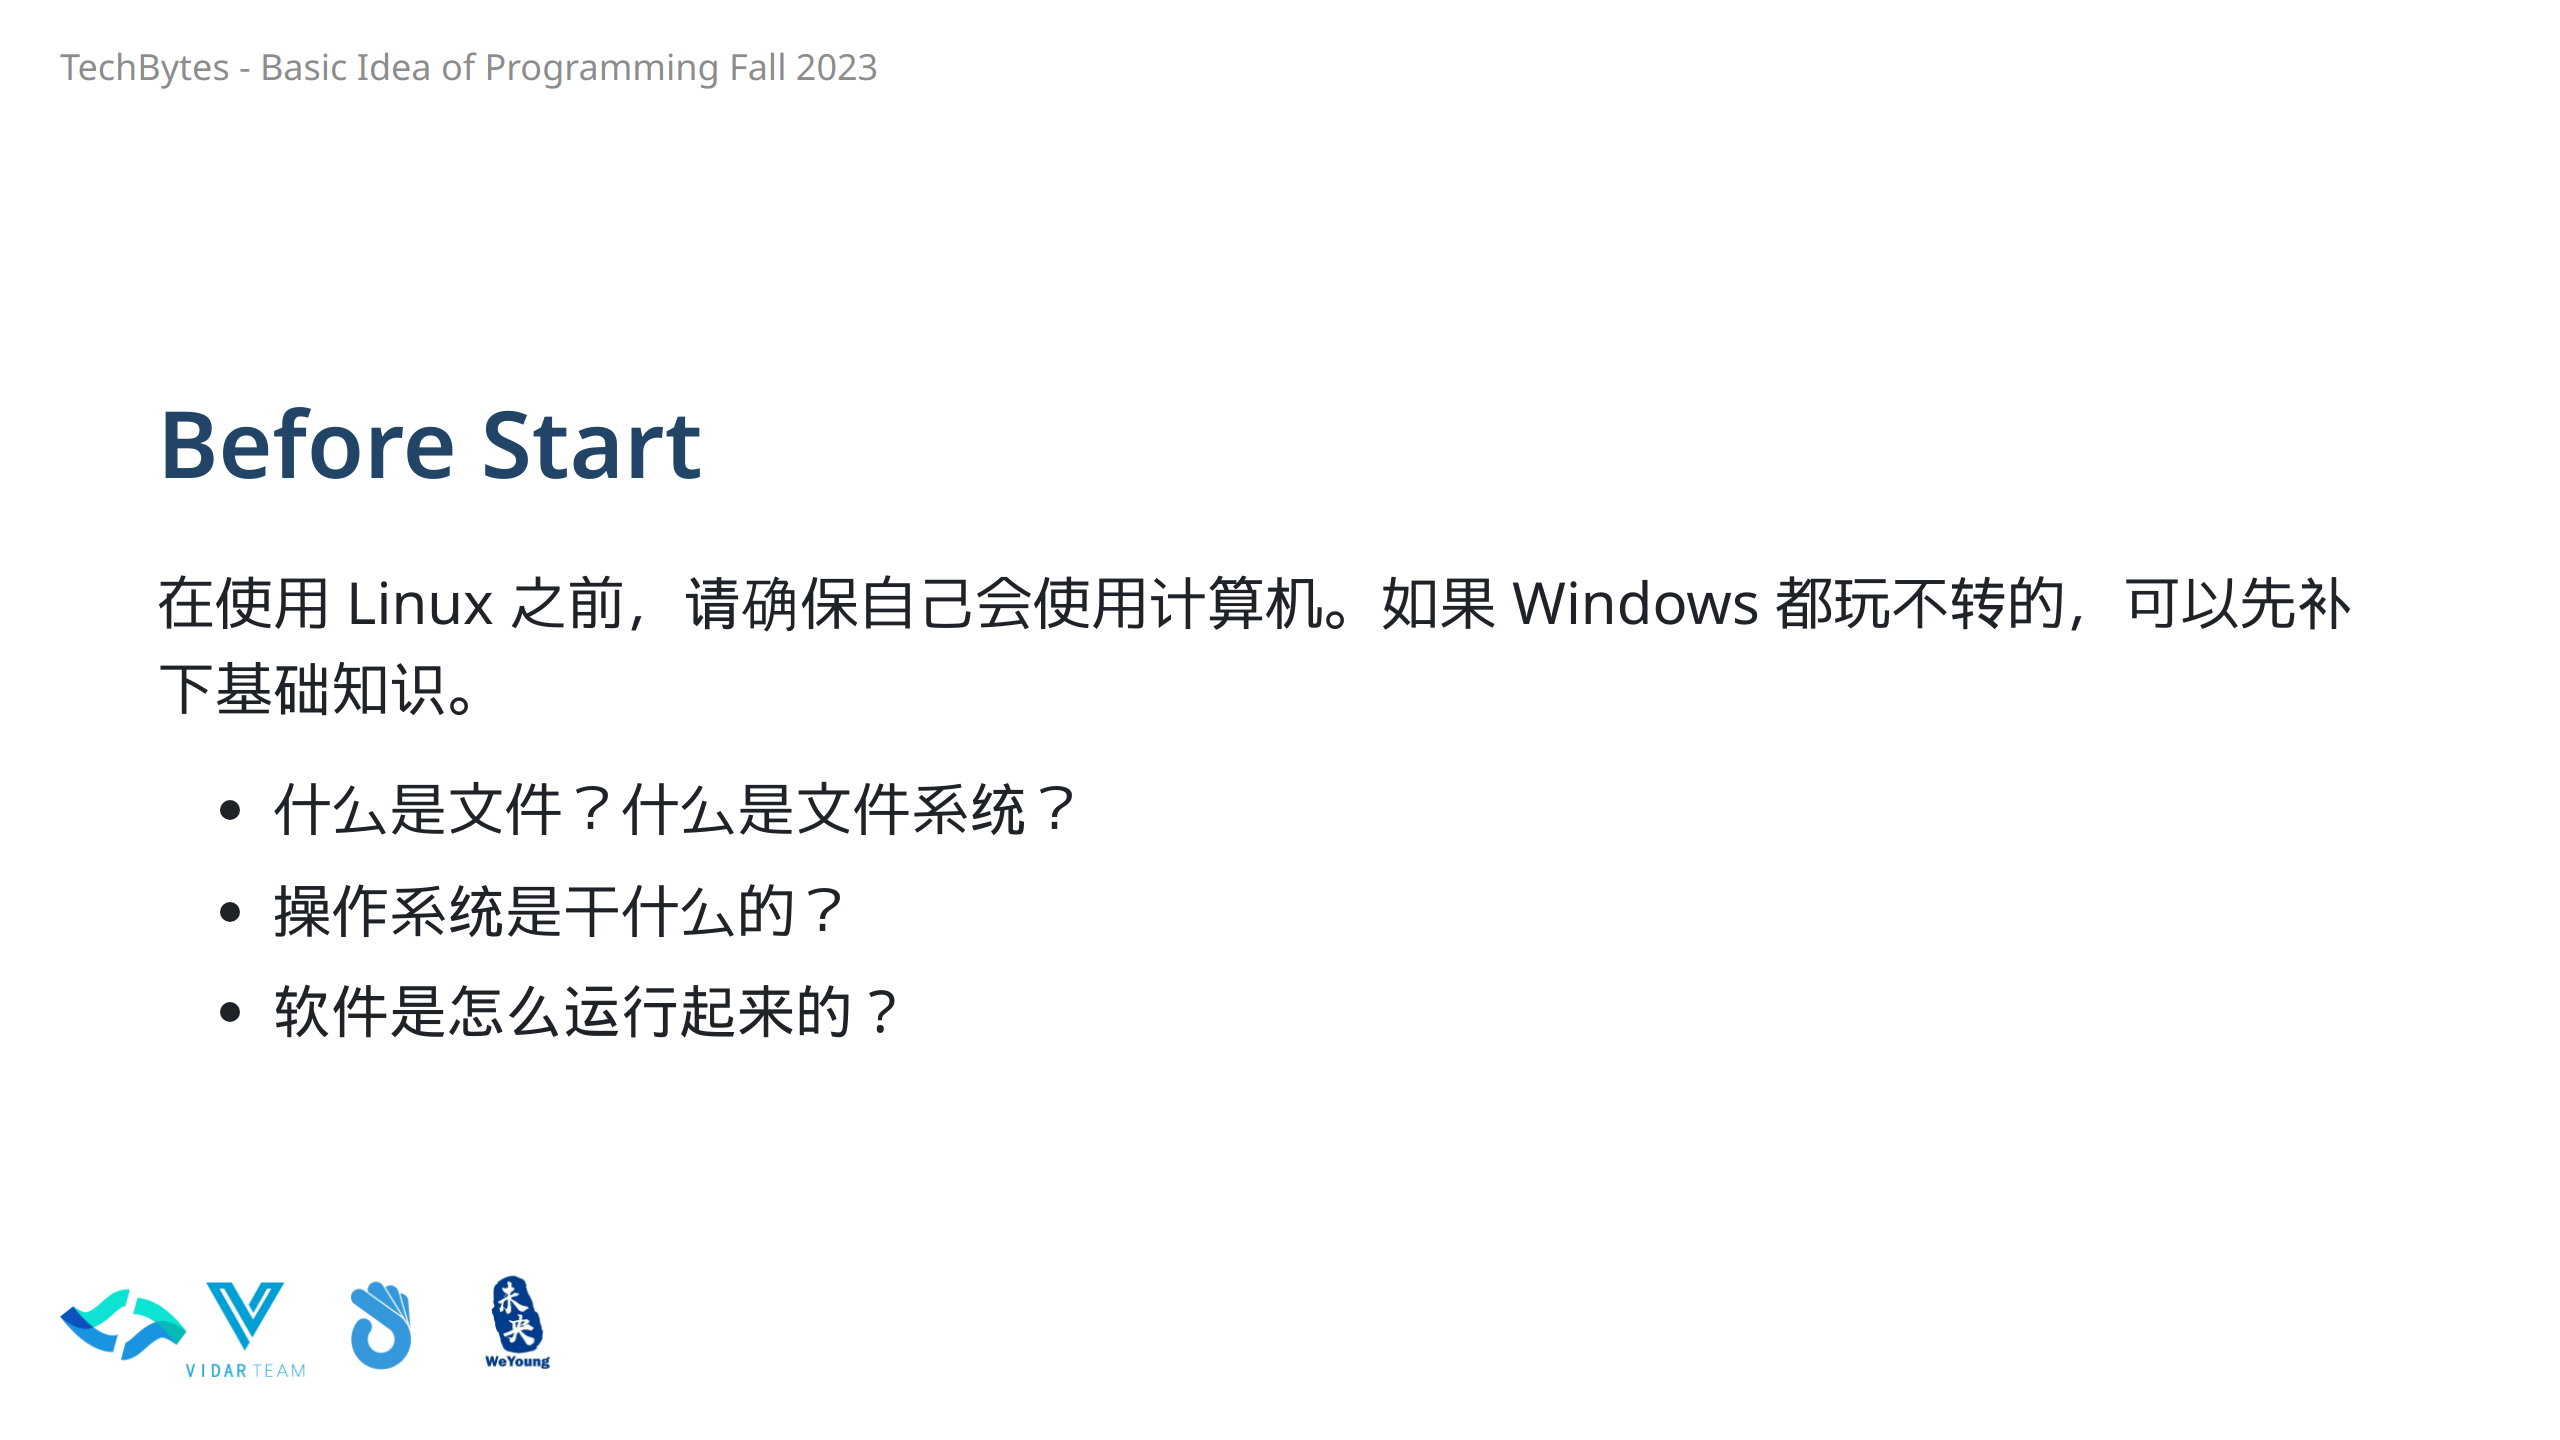 TechBytes - Basic Idea of Programming Fall 2023
Before Start
在使用 Linux 之前，请确保自己会使用计算机。如果 Windows 都玩不转的，可以先补
下基础知识。
• 什么是文件？什么是文件系统？
• 操作系统是干什么的？
• 软件是怎么运行起来的？
VIDAR TEAM
未央
WeYoung